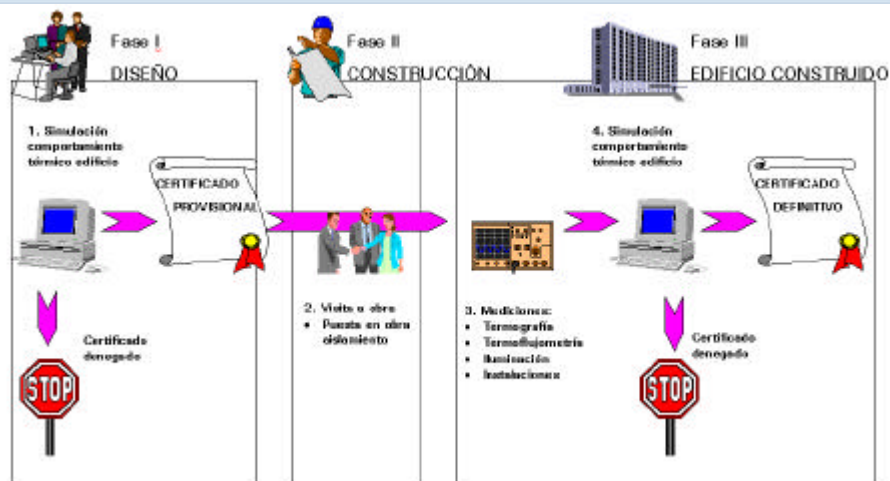 Fase I
DISEÑO
Fase II
CONSTRUCCIÓN
Fase III
EDIFICIO CONSTRUIDO
1. Simulación
comportamiento
térmico edificio
CERTIFICADO
PROVISIONAL
Certificado
denegado
STOP
2. Visita a obra
• Puesta en obra
aislamiento
3. Mediciones:
• Termografía
• Termoflujometría
• Iluminación
• Instalaciones
4. Simulación
comportamiento
térmico edificio
CERTIFICADO
DEFINITIVO
Certificado
denegado
STOP